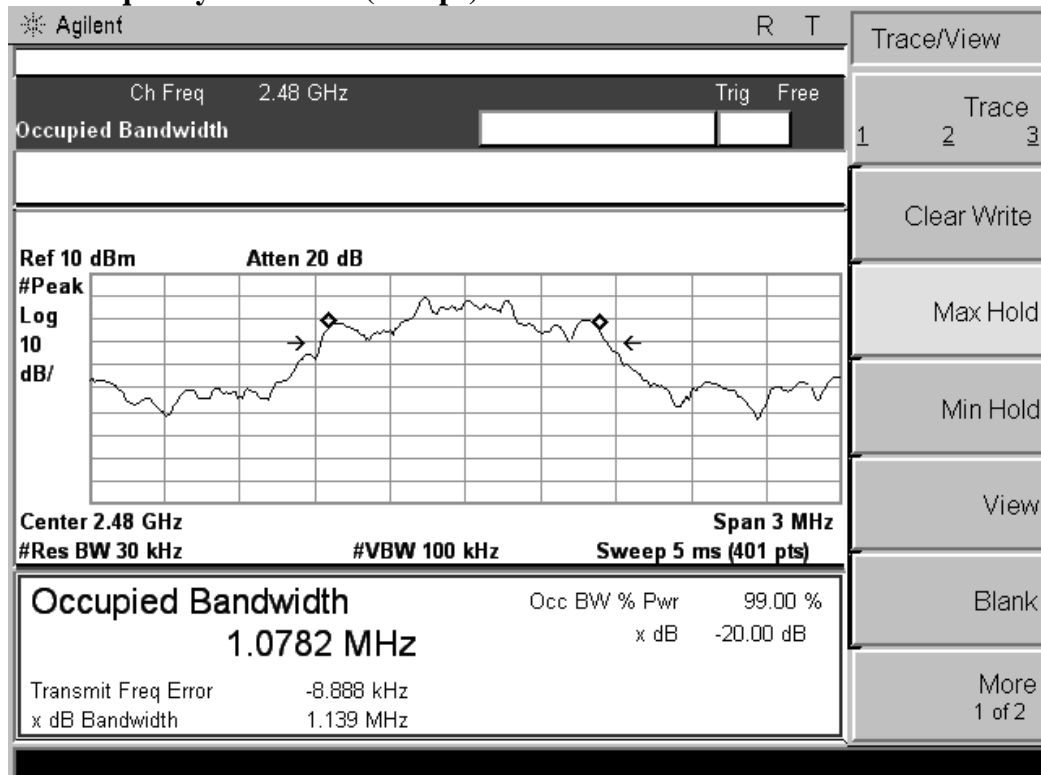 Agilent R T
Trace/View
Ch Freq 2.48 GHz Trig Free
Occupied Bandwidth
Trace
1 2 3
Clear Write
Ref 10 dBm Atten 20 dB
#Peak
Log
10
dB/
Max Hold
Min Hold
Center 2.48 GHz Span 3 MHz
#Res BW 30 kHz #VBW 100 kHz Sweep 5 ms (401 pts)
View
Occupied Bandwidth Occ BW % Pwr 99.00 %
1.0782 MHz x dB -20.00 dB
Blank
Transmit Freq Error -8.888 kHz
x dB Bandwidth 1.139 MHz
More
1 of 2